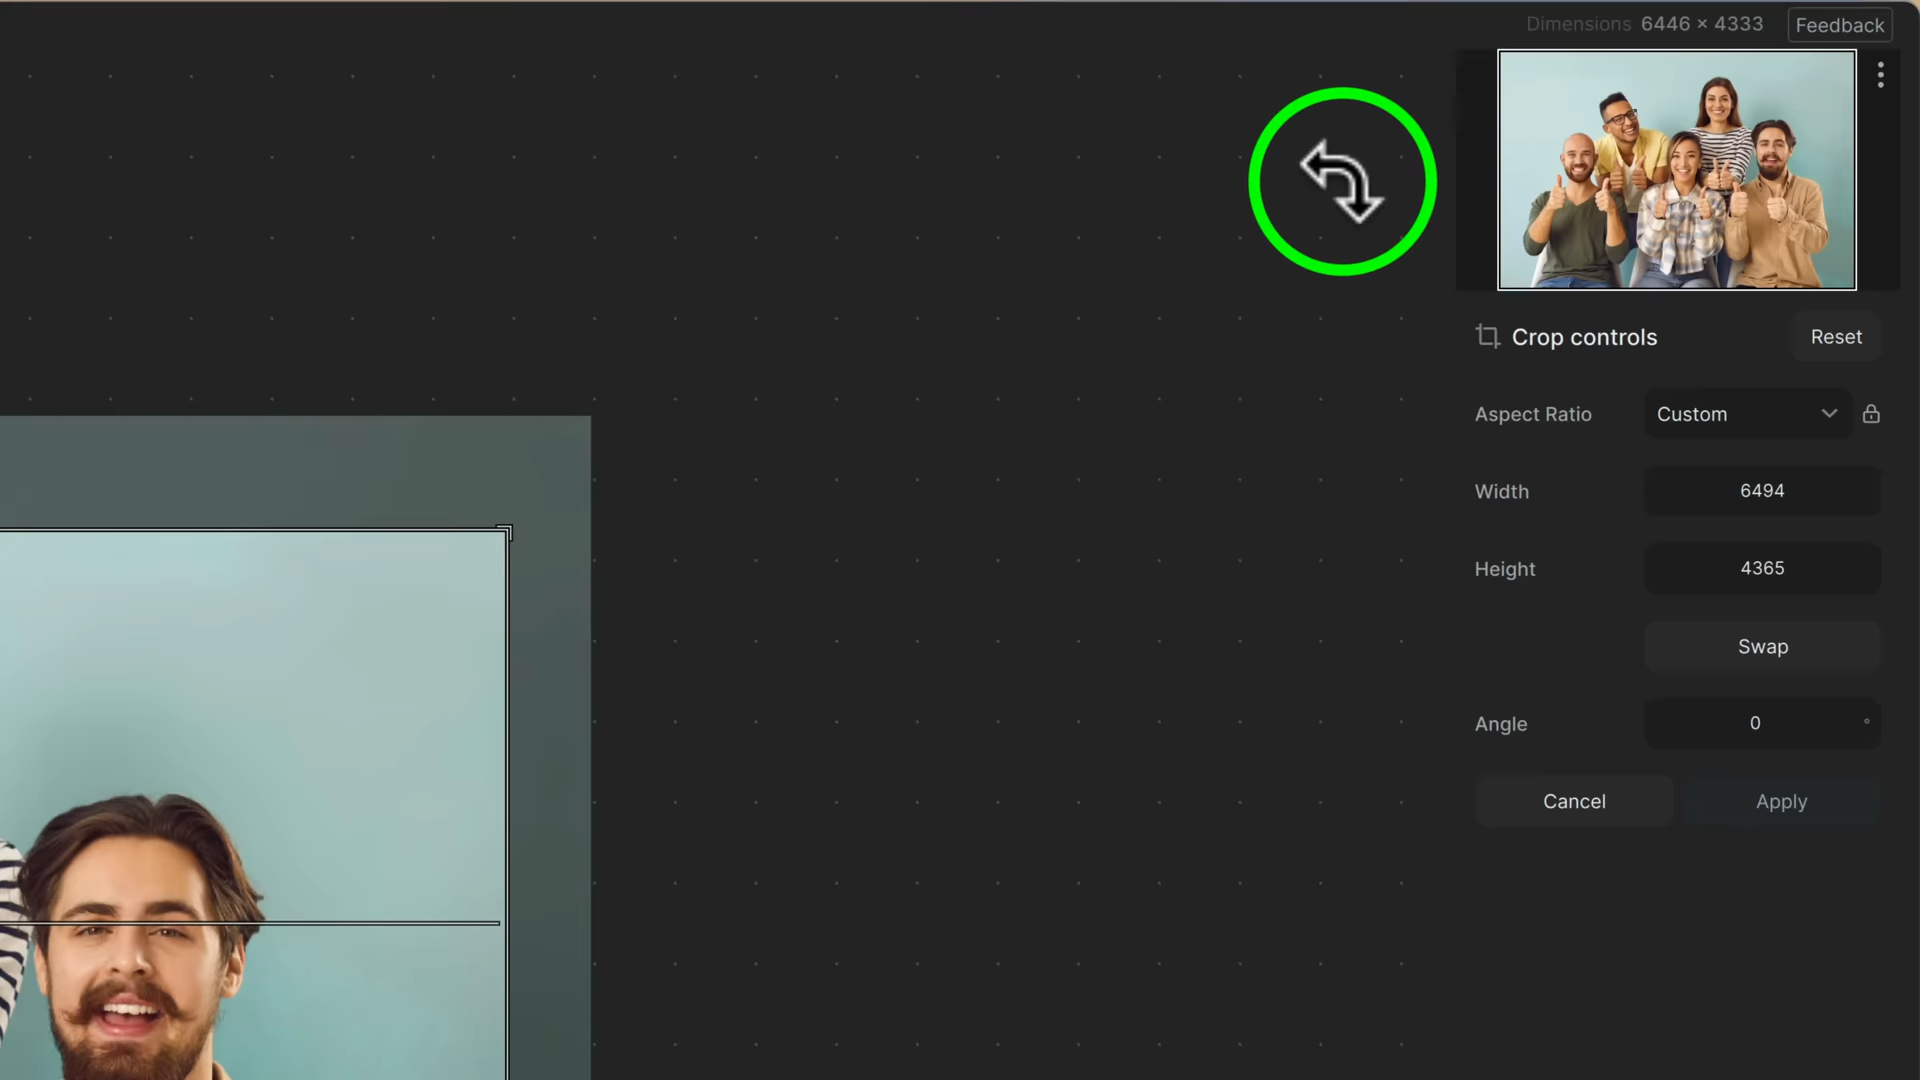 Dimensions 6446 × 4333 Feedback
Crop controls Reset
Aspect Ratio Custom
Width 6494
Height 4365
Swap
Angle 0 °
Cancel Apply